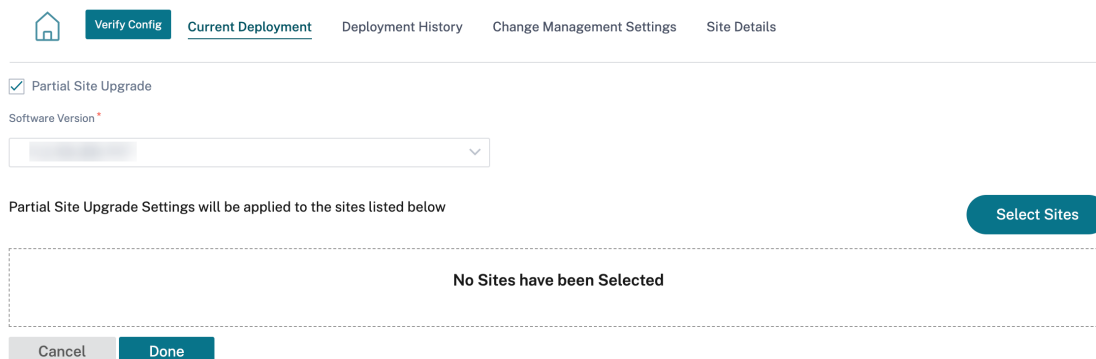 Verify Config Current Deployment Deployment History Change Management Settings Site Details
Partial Site Upgrade
Software Version*
Partial Site Upgrade Settings will be applied to the sites listed below
Select Sites
No Sites have been Selected
Cancel Done